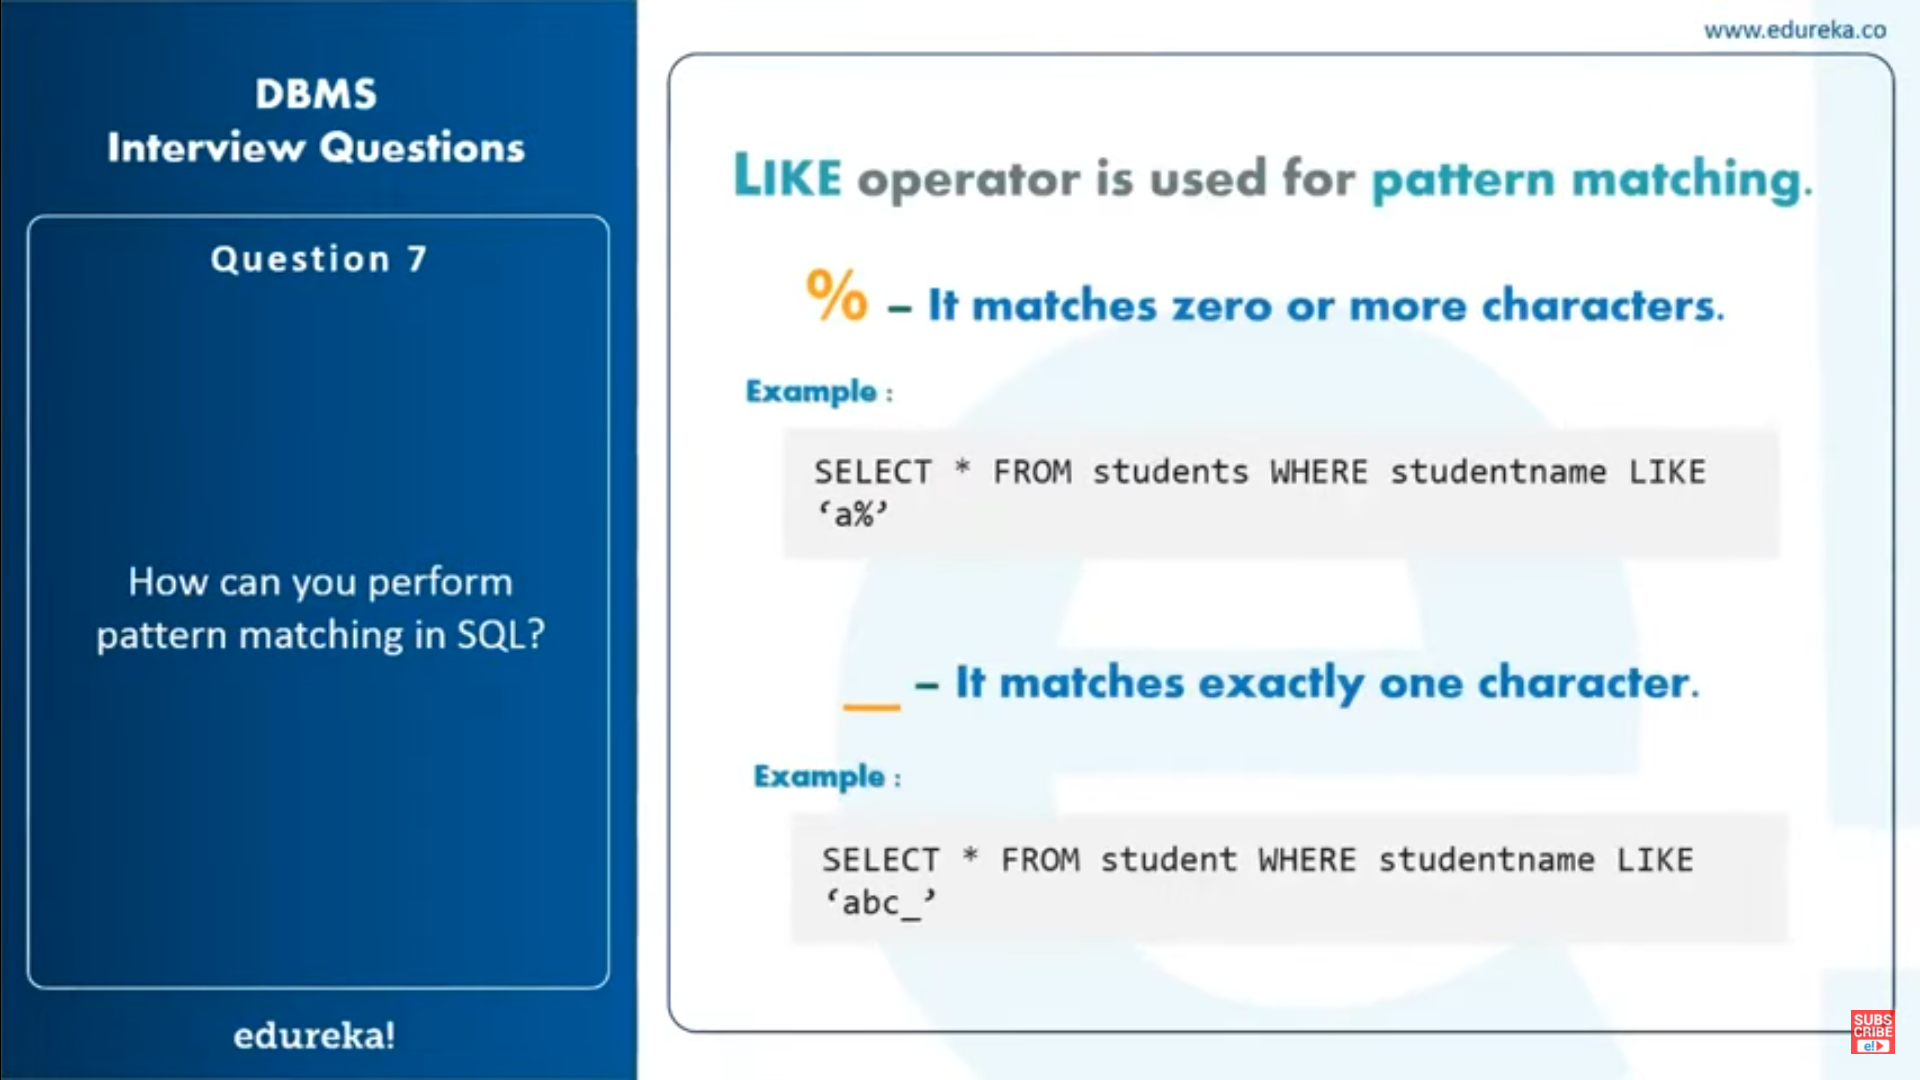 www.edureka.co
DBMS
Interview Questions
Question 7
How can you perform
pattern matching in SQL?
edureka!
LIKE operator is used for pattern matching.
% – It matches zero or more characters.
Example :
SELECT * FROM students WHERE studentname LIKE
‘a%’
_ – It matches exactly one character.
Example :
SELECT * FROM student WHERE studentname LIKE
‘abc_’
SUBS
CRIBE
e!